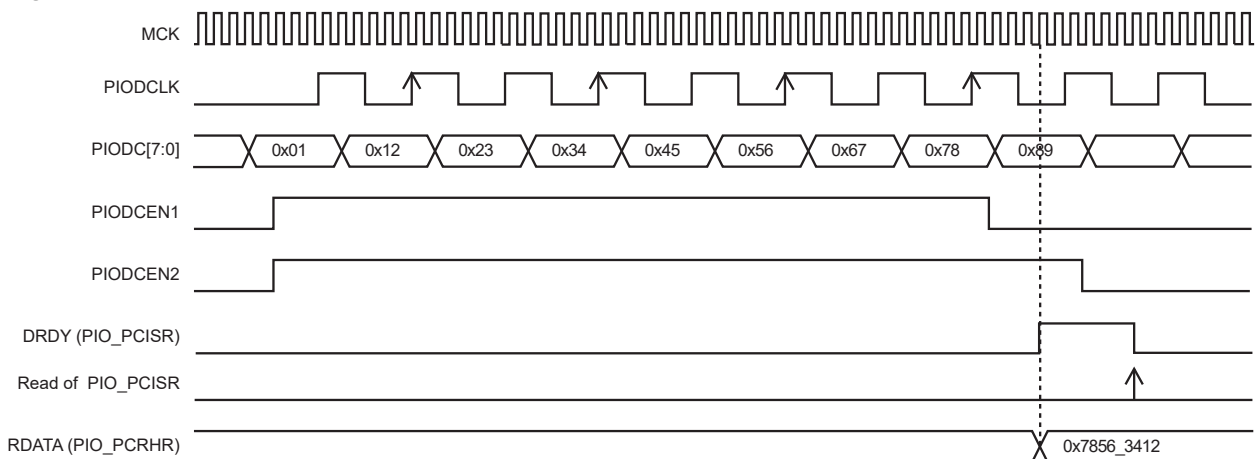 MCK
PIODCLK
PIODC[7:0] 0x01 0x12 0x23 0x34 0x45 0x56 0x67 0x78 0x89
PIODCEN1
PIODCEN2
DRDY (PIO_PCISR)
Read of PIO_PCISR
RDATA (PIO_PCRHR) 0x7856_3412